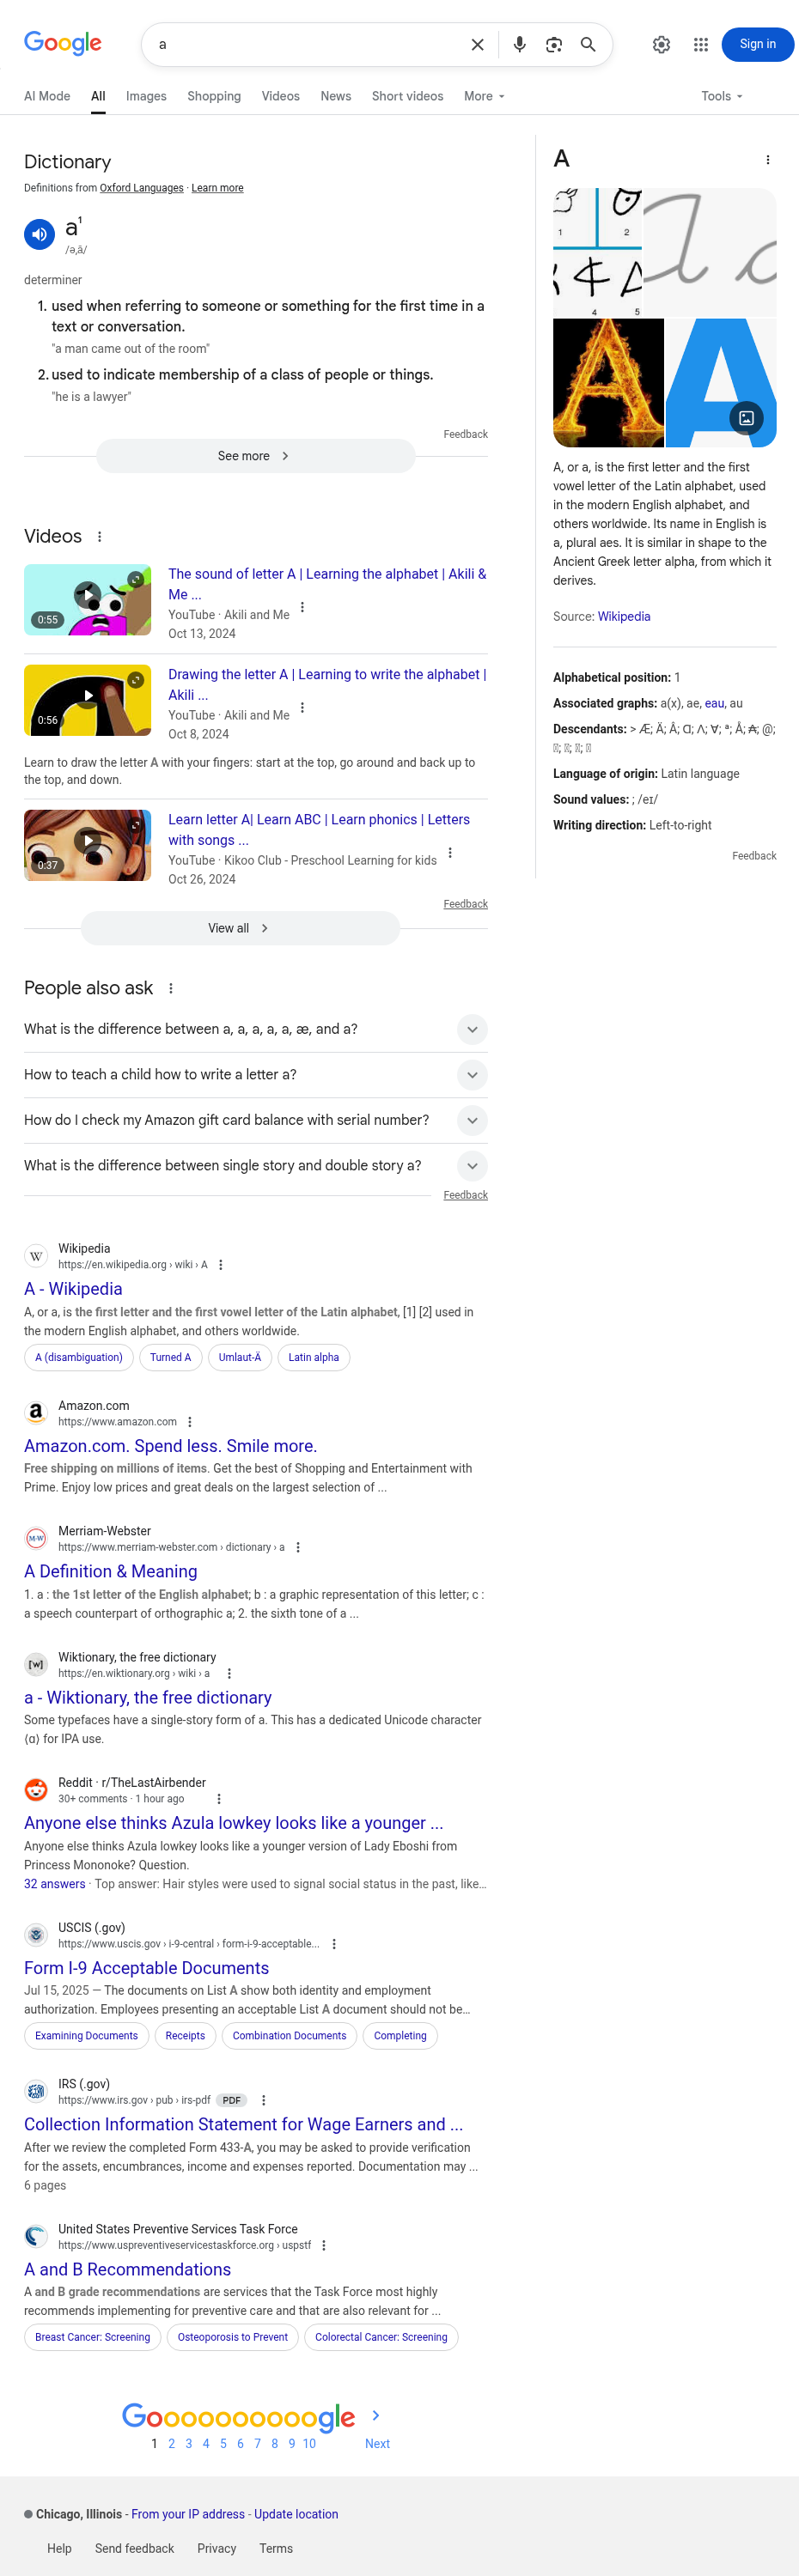 Google
a
Sign in
AI Mode
All
Images
Shopping
Videos
News
Short videos
More
Tools
Dictionary
Definitions from Oxford Languages · Learn more
a¹
/ə,ā/
determiner
1. used when referring to someone or something for the first time in a
text or conversation.
"a man came out of the room"
2. used to indicate membership of a class of people or things.
"he is a lawyer"
Feedback
See more
Videos
0:55
The sound of letter A | Learning the alphabet | Akili &
Me ...
YouTube · Akili and Me
Oct 13, 2024
0:56
Drawing the letter A | Learning to write the alphabet |
Akili ...
YouTube · Akili and Me
Oct 8, 2024
Learn to draw the letter A with your fingers: start at the top, go around and back up to
the top, and down.
0:37
Learn letter A| Learn ABC | Learn phonics | Letters
with songs ...
YouTube · Kikoo Club - Preschool Learning for kids
Oct 26, 2024
Feedback
View all
People also ask
What is the difference between a, a, a, a, a, æ, and a?
How to teach a child how to write a letter a?
How do I check my Amazon gift card balance with serial number?
What is the difference between single story and double story a?
Feedback
Wikipedia
https://en.wikipedia.org › wiki › A
A - Wikipedia
A, or a, is the first letter and the first vowel letter of the Latin alphabet, [1] [2] used in
the modern English alphabet, and others worldwide.
A (disambiguation)
Turned A
Umlaut-Ä
Latin alpha
Amazon.com
https://www.amazon.com
Amazon.com. Spend less. Smile more.
Free shipping on millions of items. Get the best of Shopping and Entertainment with
Prime. Enjoy low prices and great deals on the largest selection of ...
Merriam-Webster
https://www.merriam-webster.com › dictionary › a
A Definition & Meaning
1. a : the 1st letter of the English alphabet; b : a graphic representation of this letter; c :
a speech counterpart of orthographic a; 2. the sixth tone of a ...
Wiktionary, the free dictionary
https://en.wiktionary.org › wiki › a
a - Wiktionary, the free dictionary
Some typefaces have a single-story form of a. This has a dedicated Unicode character
⟨ɑ⟩ for IPA use.
Reddit · r/TheLastAirbender
30+ comments · 1 hour ago
Anyone else thinks Azula lowkey looks like a younger ...
Anyone else thinks Azula lowkey looks like a younger version of Lady Eboshi from
Princess Mononoke? Question.
32 answers · Top answer: Hair styles were used to signal social status in the past, like...
USCIS (.gov)
https://www.uscis.gov › i-9-central › form-i-9-acceptable...
Form I-9 Acceptable Documents
Jul 15, 2025 — The documents on List A show both identity and employment
authorization. Employees presenting an acceptable List A document should not be...
Examining Documents
Receipts
Combination Documents
Completing
IRS (.gov)
https://www.irs.gov › pub › irs-pdf PDF
Collection Information Statement for Wage Earners and ...
After we review the completed Form 433-A, you may be asked to provide verification
for the assets, encumbrances, income and expenses reported. Documentation may ...
6 pages
United States Preventive Services Task Force
https://www.uspreventiveservicestaskforce.org › uspstf
A and B Recommendations
A and B grade recommendations are services that the Task Force most highly
recommends implementing for preventive care and that are also relevant for ...
Breast Cancer: Screening
Osteoporosis to Prevent
Colorectal Cancer: Screening
A
1 2
4 5
A, or a, is the first letter and the first
vowel letter of the Latin alphabet, used
in the modern English alphabet, and
others worldwide. Its name in English is
a, plural aes. It is similar in shape to the
Ancient Greek letter alpha, from which it
derives.
Source: Wikipedia
Alphabetical position: 1
Associated graphs: a(x), ae, eau, au
Descendants: > Æ; Ä; Â; Ɑ; Λ; Ɐ; ª; Å; ₳; @;
Language of origin: Latin language
Sound values: ; /eɪ/
Writing direction: Left-to-right
Feedback
Goooooooooogle
1 2 3 4 5 6 7 8 9 10 Next
Chicago, Illinois - From your IP address - Update location
Help
Send feedback
Privacy
Terms